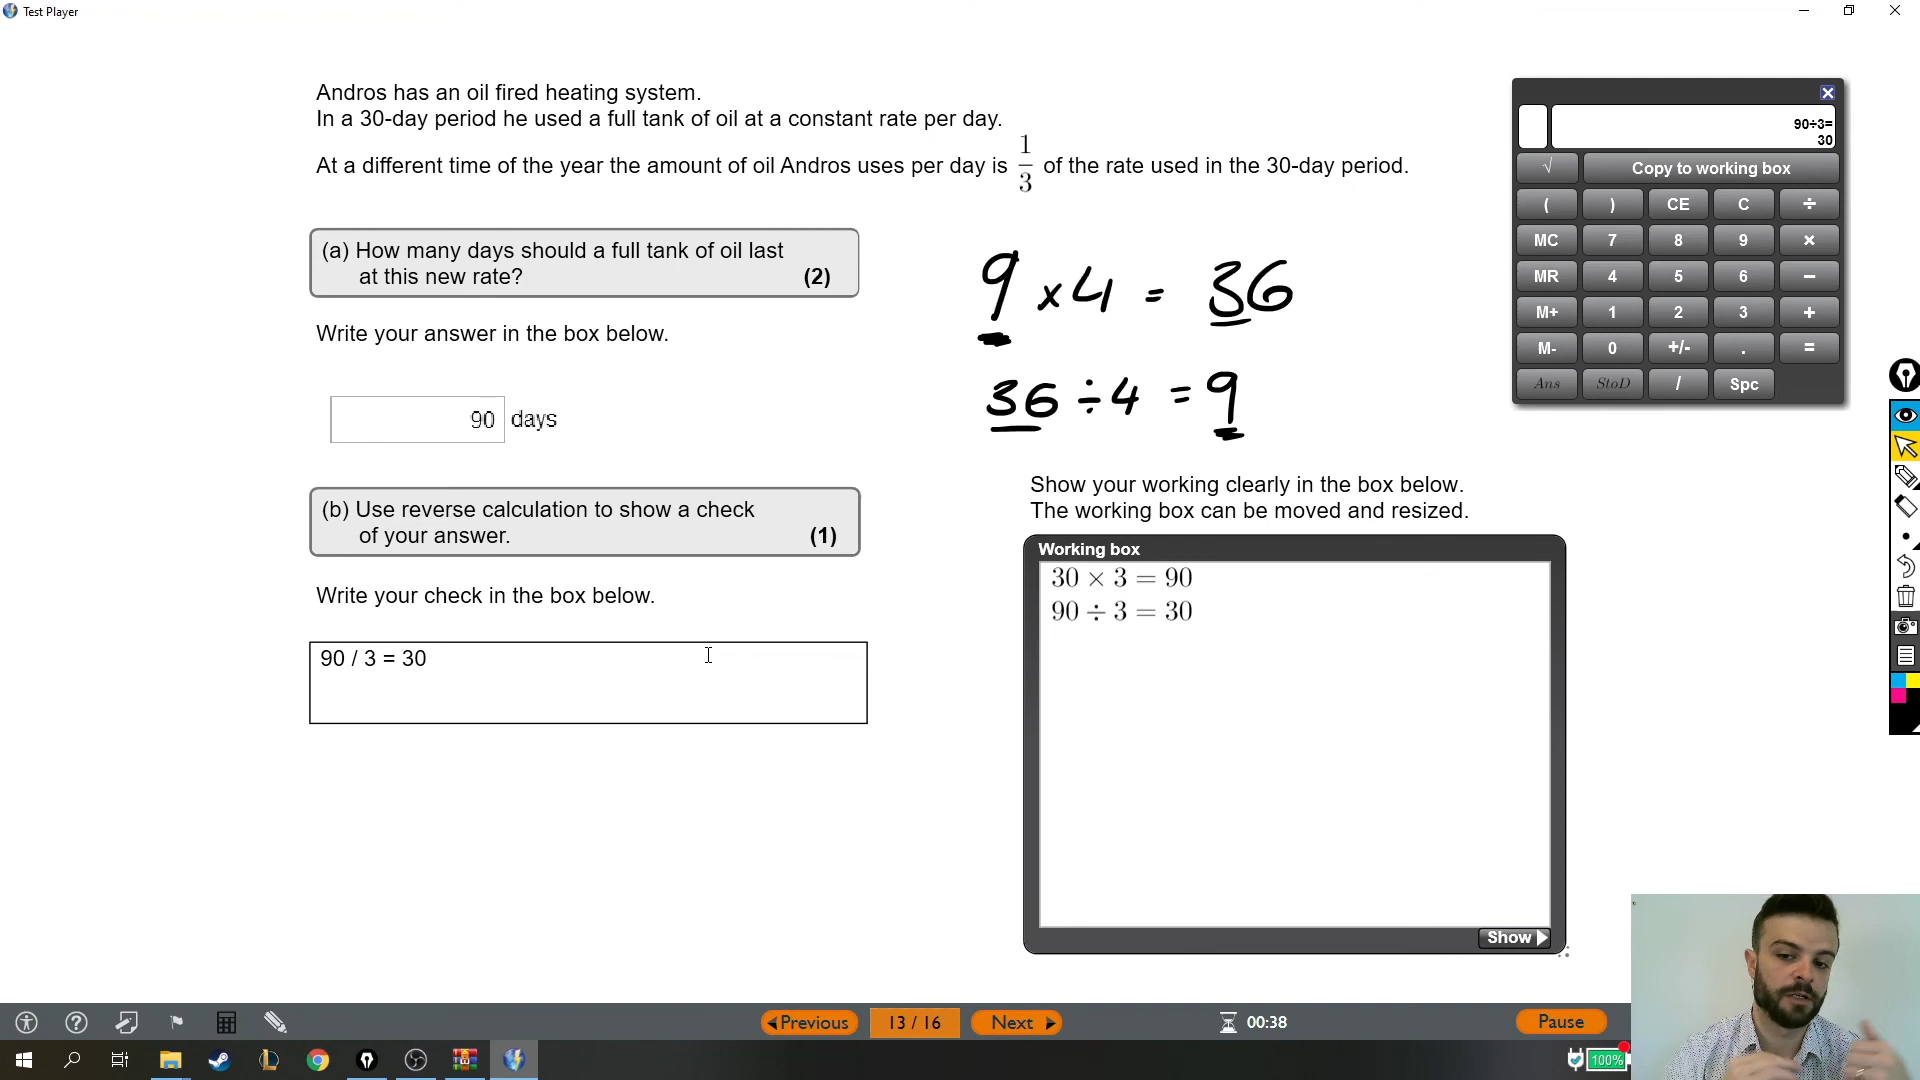 Test Player
Andros has an oil fired heating system.
In a 30-day period he used a full tank of oil at a constant rate per day.
At a different time of the year the amount of oil Andros uses per day is 1/3 of the rate used in the 30-day period.
(a) How many days should a full tank of oil last
at this new rate? (2)
Write your answer in the box below.
90 days
(b) Use reverse calculation to show a check
of your answer. (1)
Write your check in the box below.
90 / 3 = 30
9 × 4 = 36
36 ÷ 4 = 9
Show your working clearly in the box below.
The working box can be moved and resized.
Working box
30 × 3 = 90
90 ÷ 3 = 30
Show
90÷3=
30
√ Copy to working box
( ) CE C ÷
MC 7 8 9 ×
MR 4 5 6 −
M+ 1 2 3 +
M- 0 +/- . =
Ans StoD / Spc
Previous 13 / 16 Next 00:38 Pause
100%